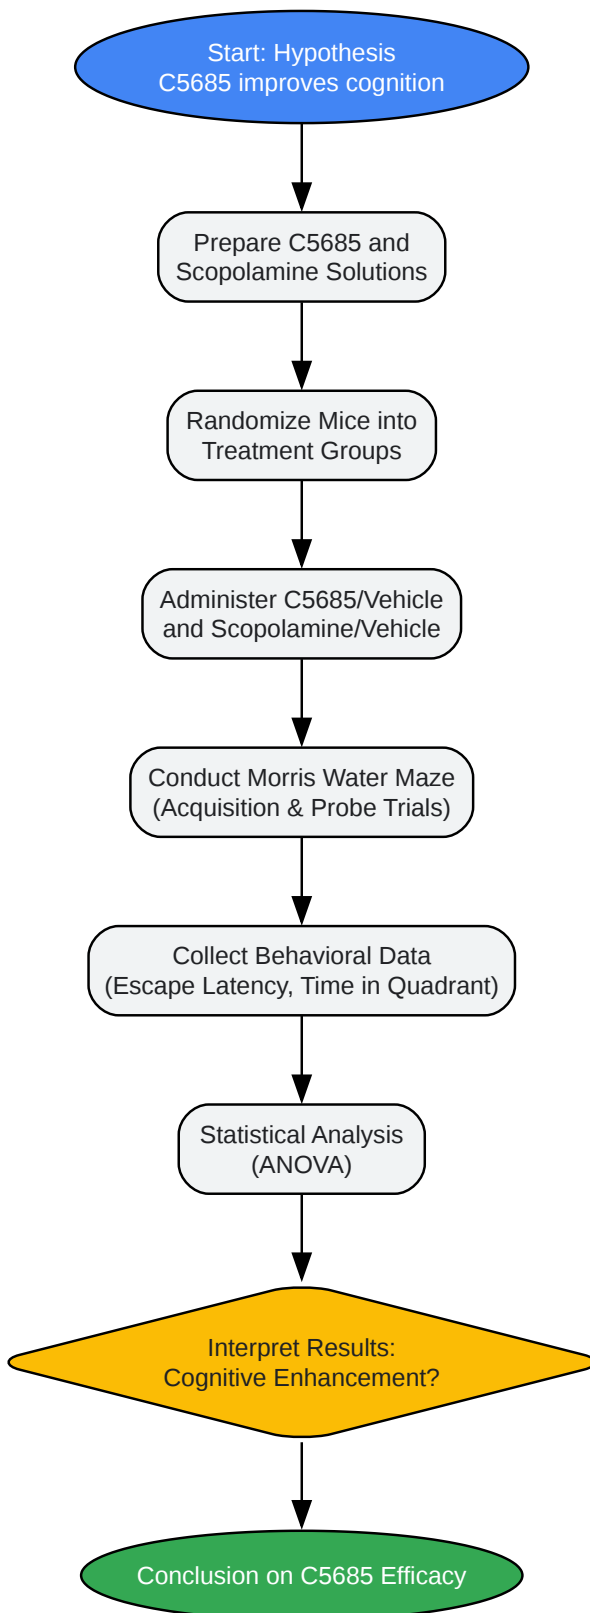 Start: Hypothesis
C5685 improves cognition
Prepare C5685 and
Scopolamine Solutions
Randomize Mice into
Treatment Groups
Administer C5685/Vehicle
and Scopolamine/Vehicle
Conduct Morris Water Maze
(Acquisition & Probe Trials)
Collect Behavioral Data
(Escape Latency, Time in Quadrant)
Statistical Analysis
(ANOVA)
Interpret Results:
Cognitive Enhancement?
Conclusion on C5685 Efficacy